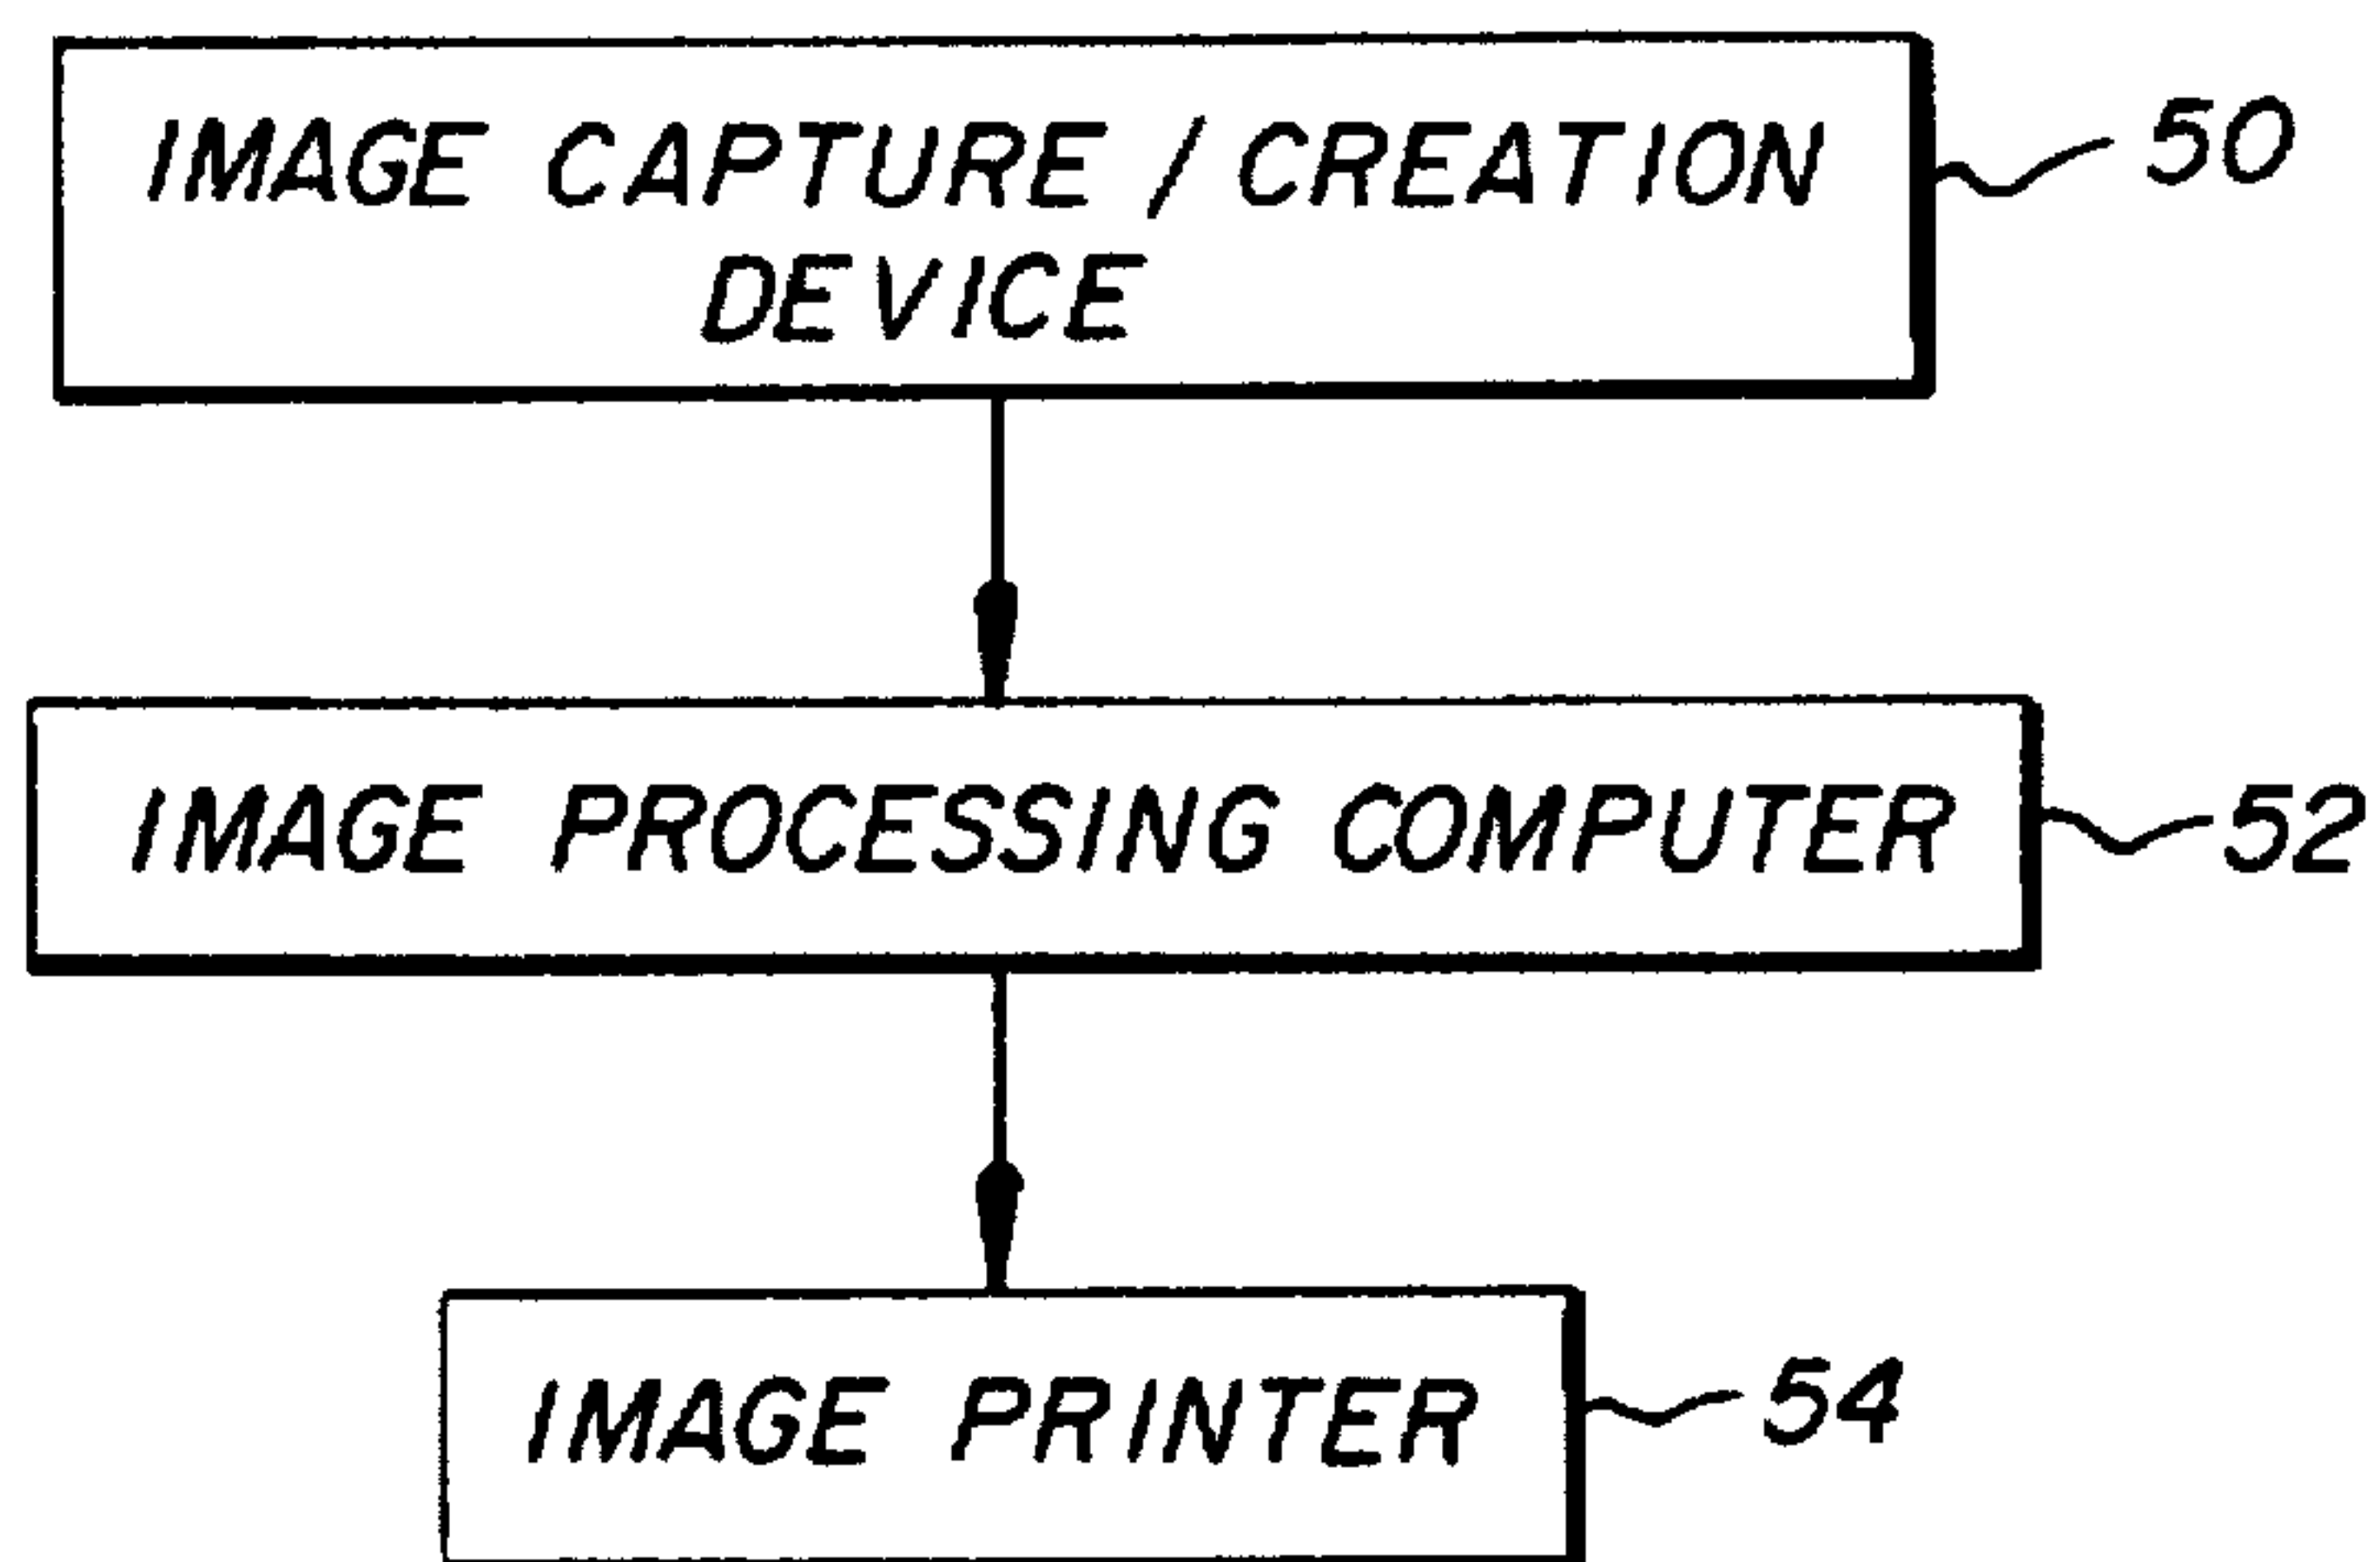 IMAGE CAPTURE / CREATION 50
DEVICE
IMAGE PROCESSING COMPUTER 52
IMAGE PRINTER 54